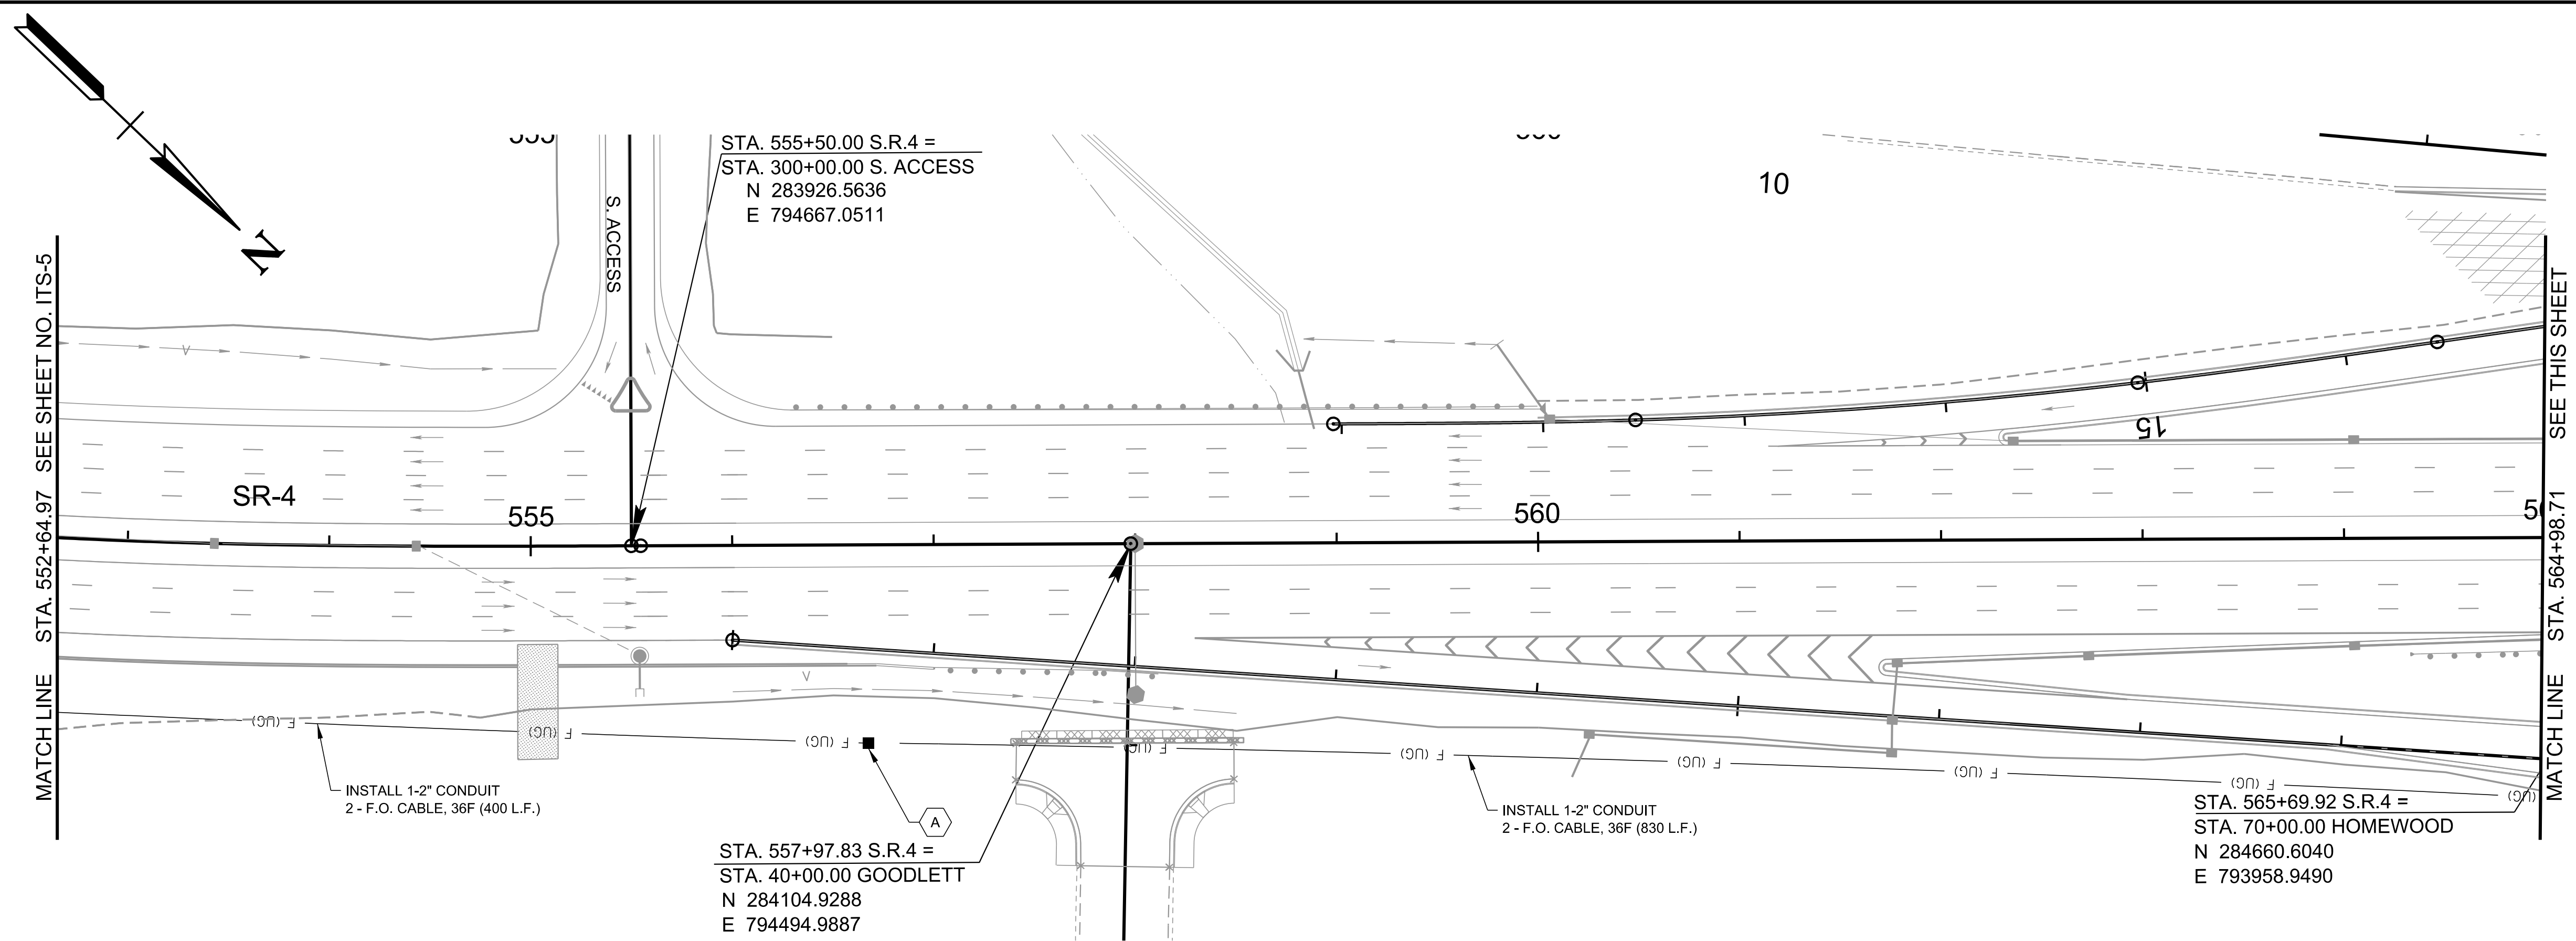 N
STA. 555+50.00 S.R.4 =
STA. 300+00.00 S. ACCESS
N 283926.5636
E 794667.0511
10
S. ACCESS
MATCH LINE STA. 552+64.97 SEE SHEET NO. ITS-5
MATCH LINE STA. 564+98.71 SEE THIS SHEET
V
15
SR-4
555
560
V
F (UG)
F (UG)
F (UG)
F (UG)
F (UG)
F (UG)
F (UG)
F (UG)
(UG)
INSTALL 1-2" CONDUIT
2 - F.O. CABLE, 36F (400 L.F.)
A
INSTALL 1-2" CONDUIT
2 - F.O. CABLE, 36F (830 L.F.)
STA. 557+97.83 S.R.4 =
STA. 40+00.00 GOODLETT
N 284104.9288
E 794494.9887
STA. 565+69.92 S.R.4 =
STA. 70+00.00 HOMEWOOD
N 284660.6040
E 793958.9490